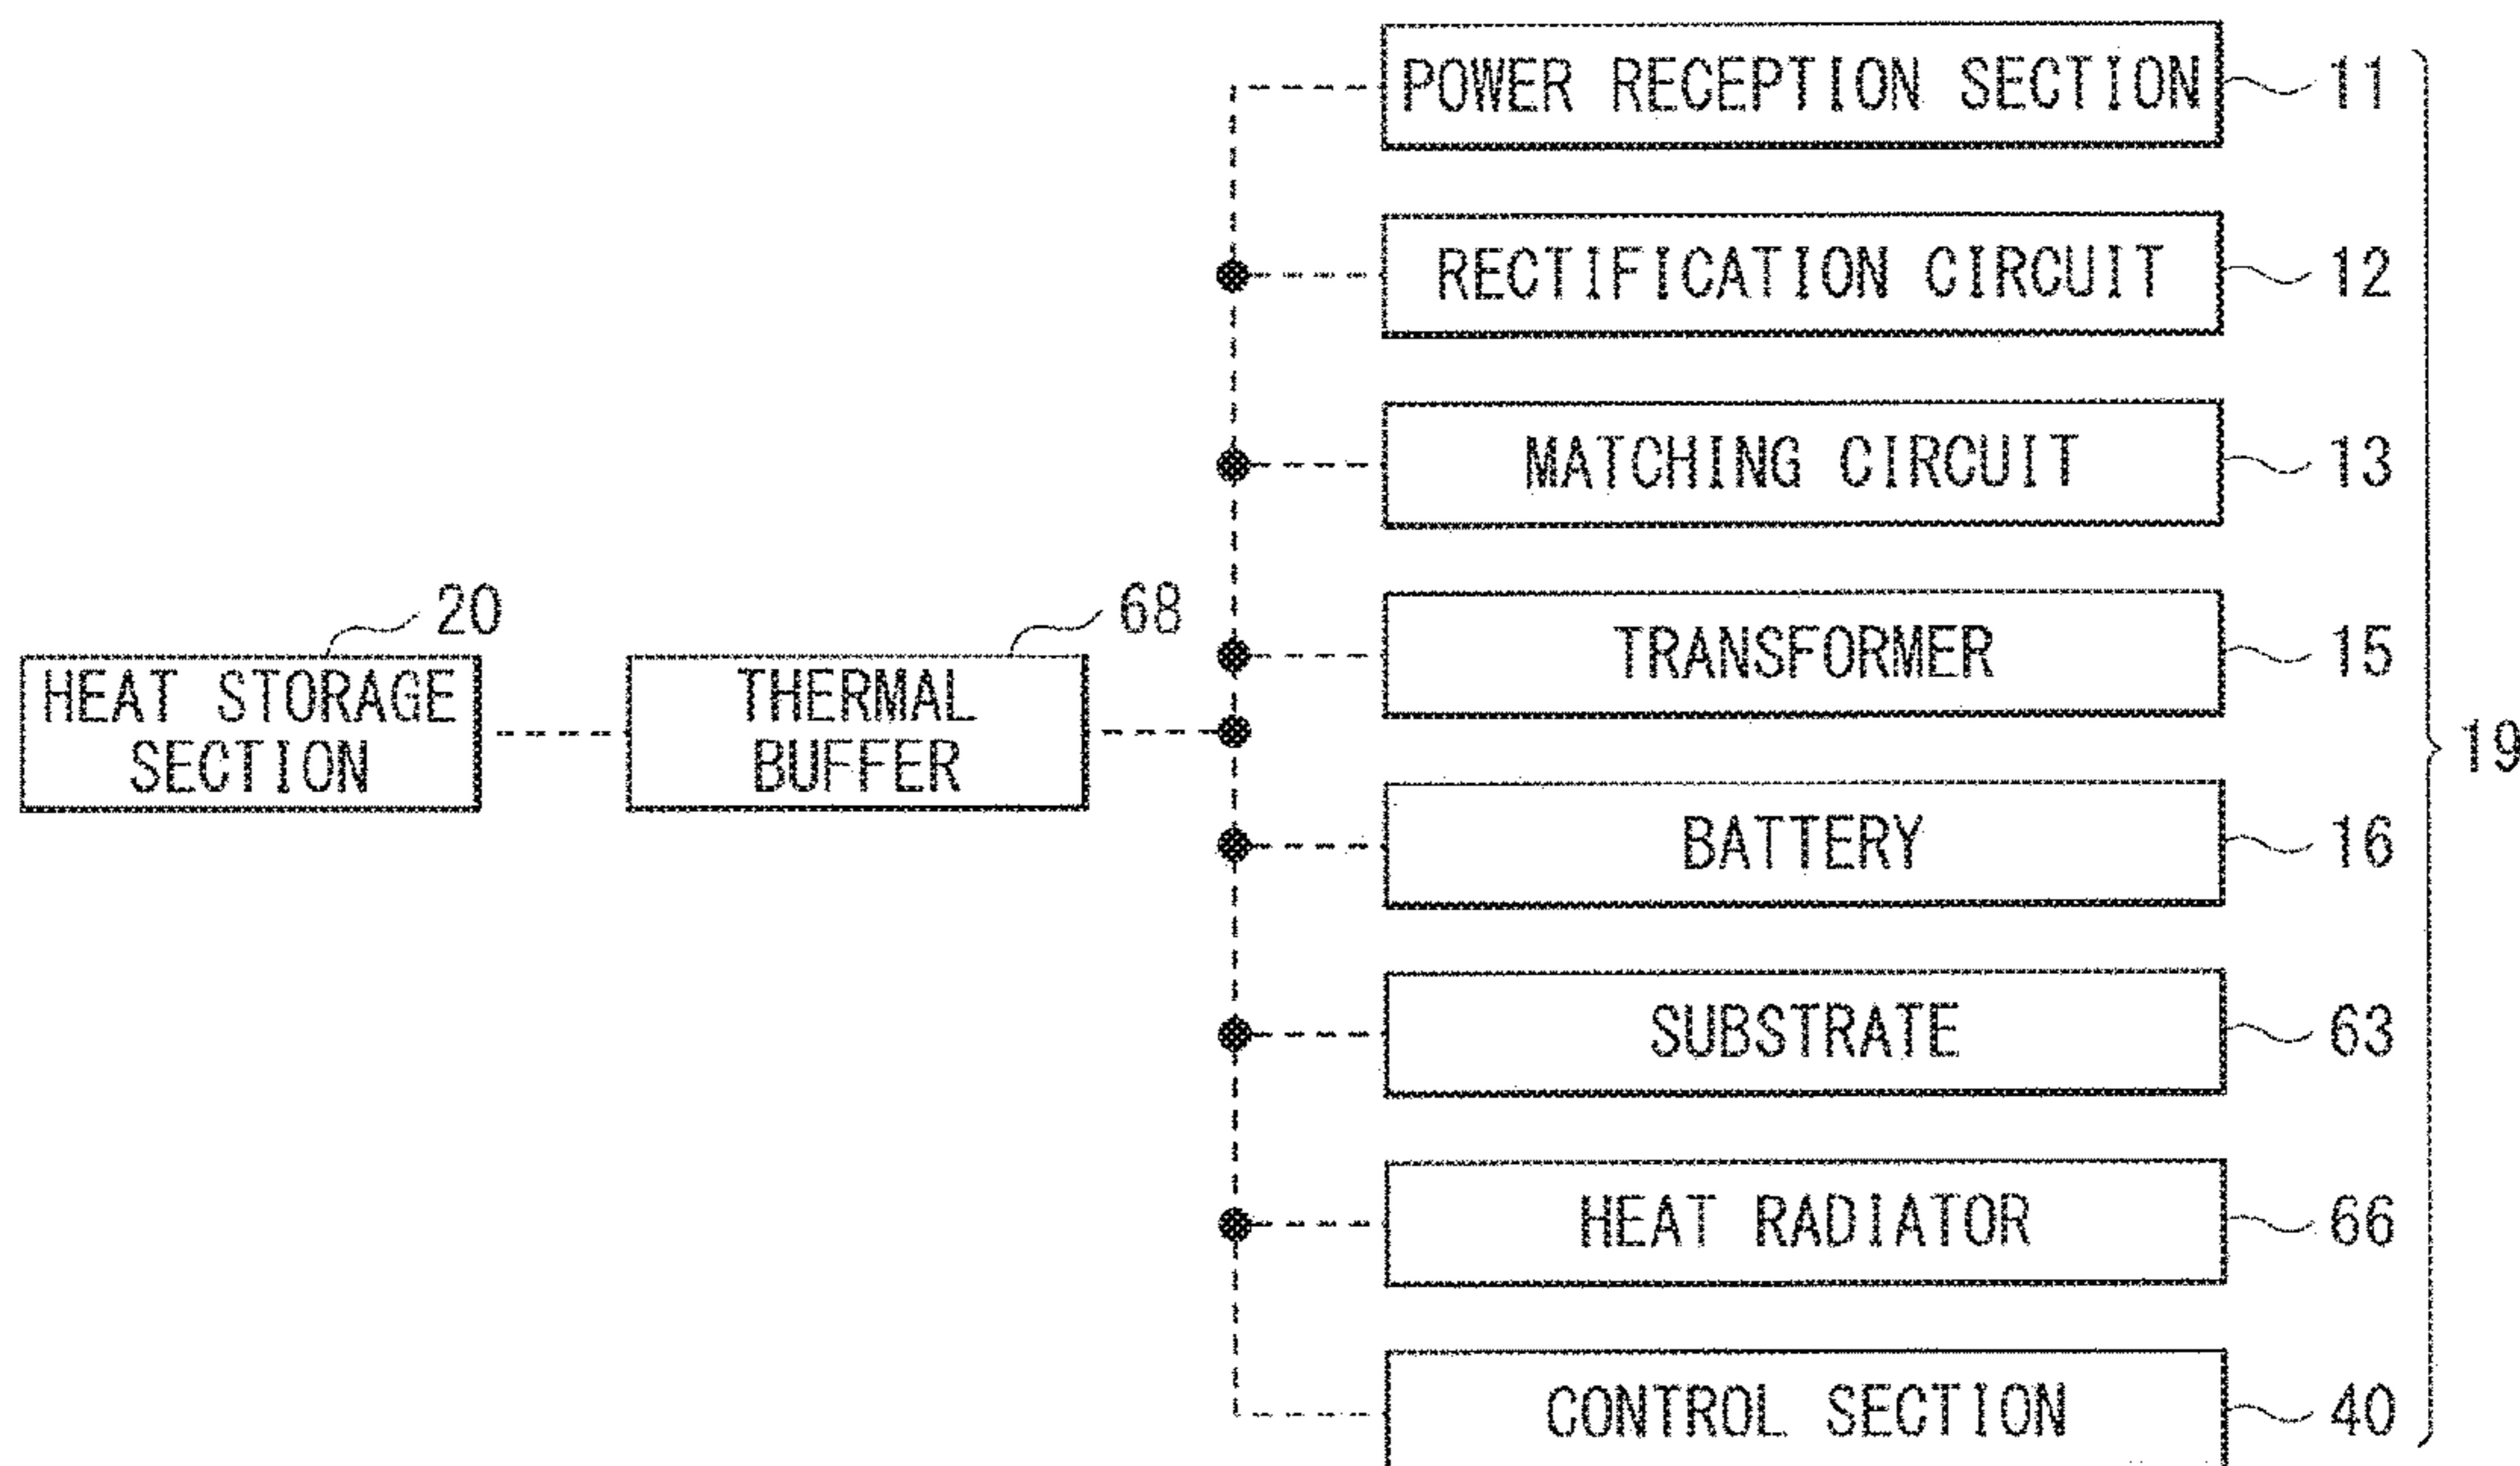 POWER RECEPTION SECTION 11
RECTIFICATION CIRCUIT 12
MATCHING CIRCUIT 13
20
68
TRANSFORMER 15
HEAT STORAGE
SECTION
THERMAL
BUFFER
19
BATTERY 16
SUBSTRATE 63
HEAT RADIATOR 66
CONTROL SECTION 40